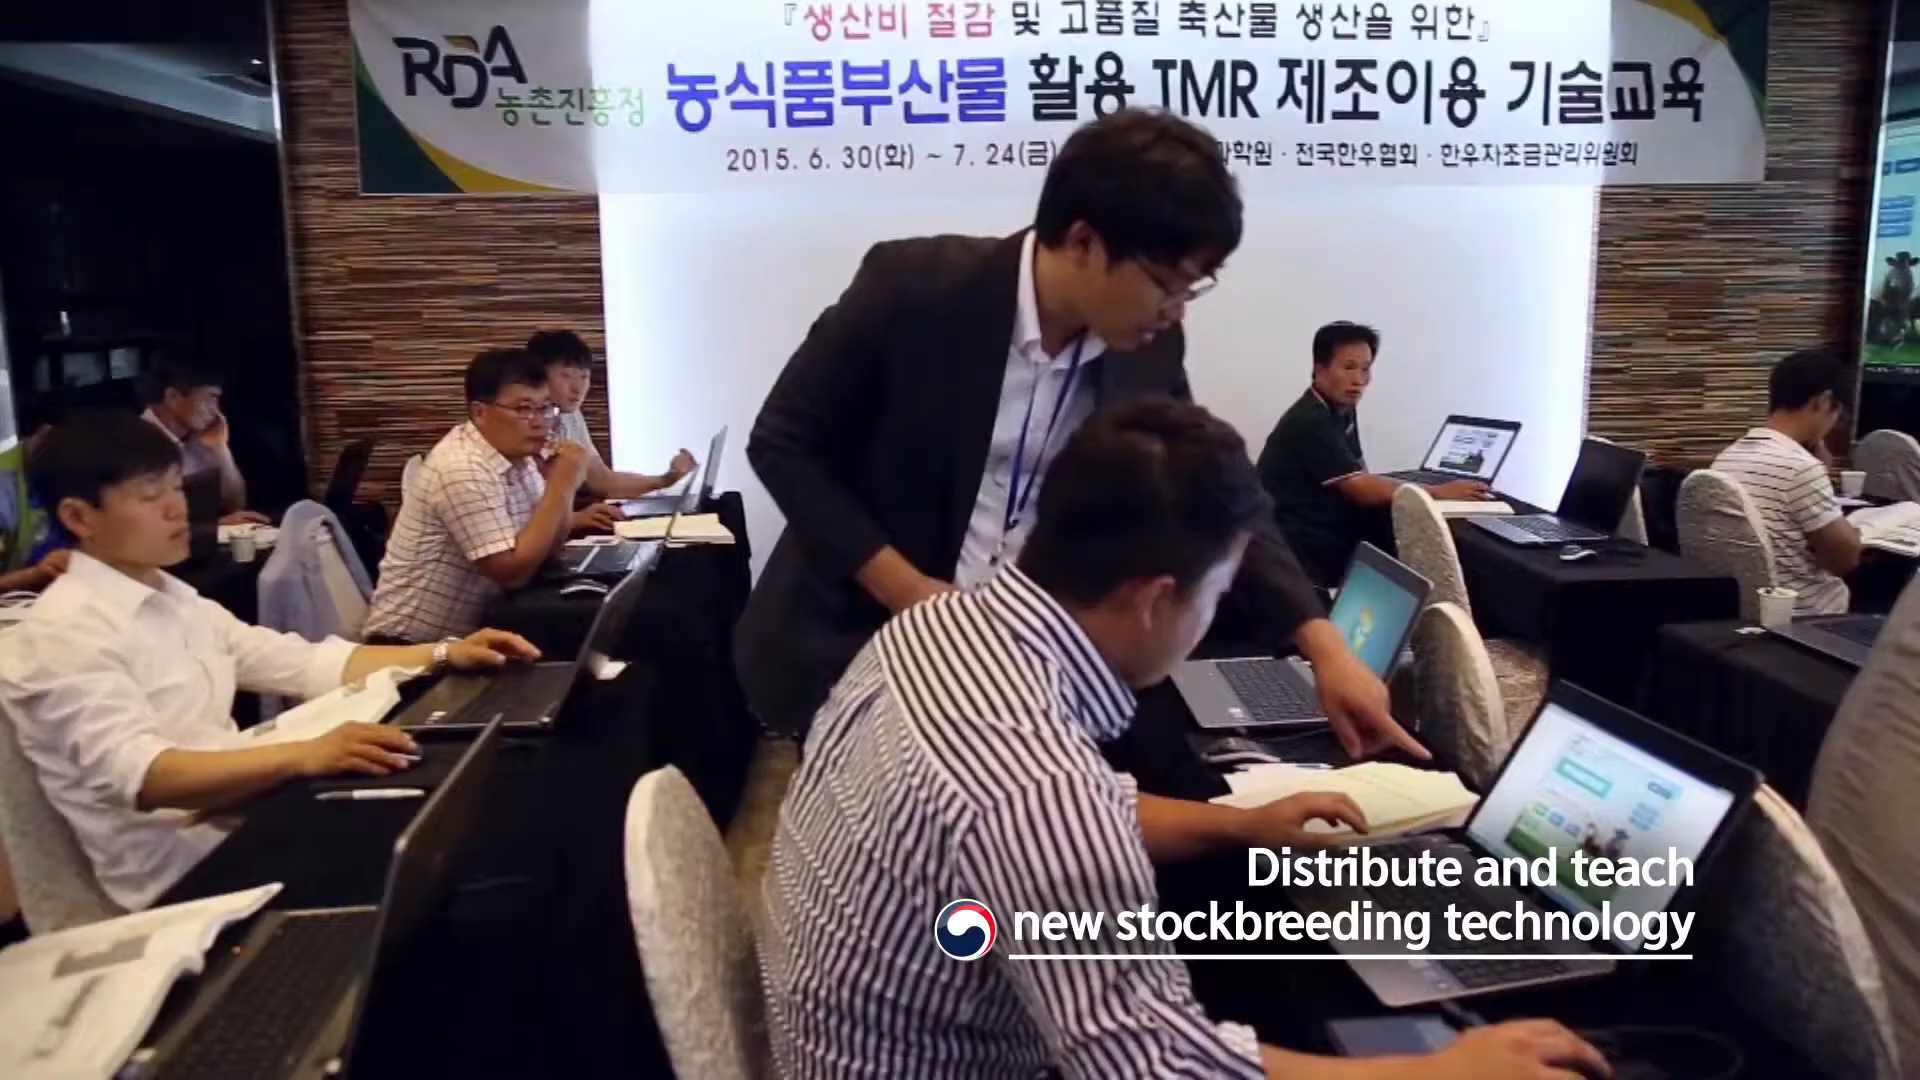 『생산비 절감 및 고품질 축산물 생산을 위한』
RDA 농촌진흥청
농식품부산물 활용 TMR 제조이용 기술교육
2015. 6. 30(화) ~ 7. 24(금) 과학원 · 전국한우협회 · 한우자조금관리위원회
Distribute and teach
new stockbreeding technology